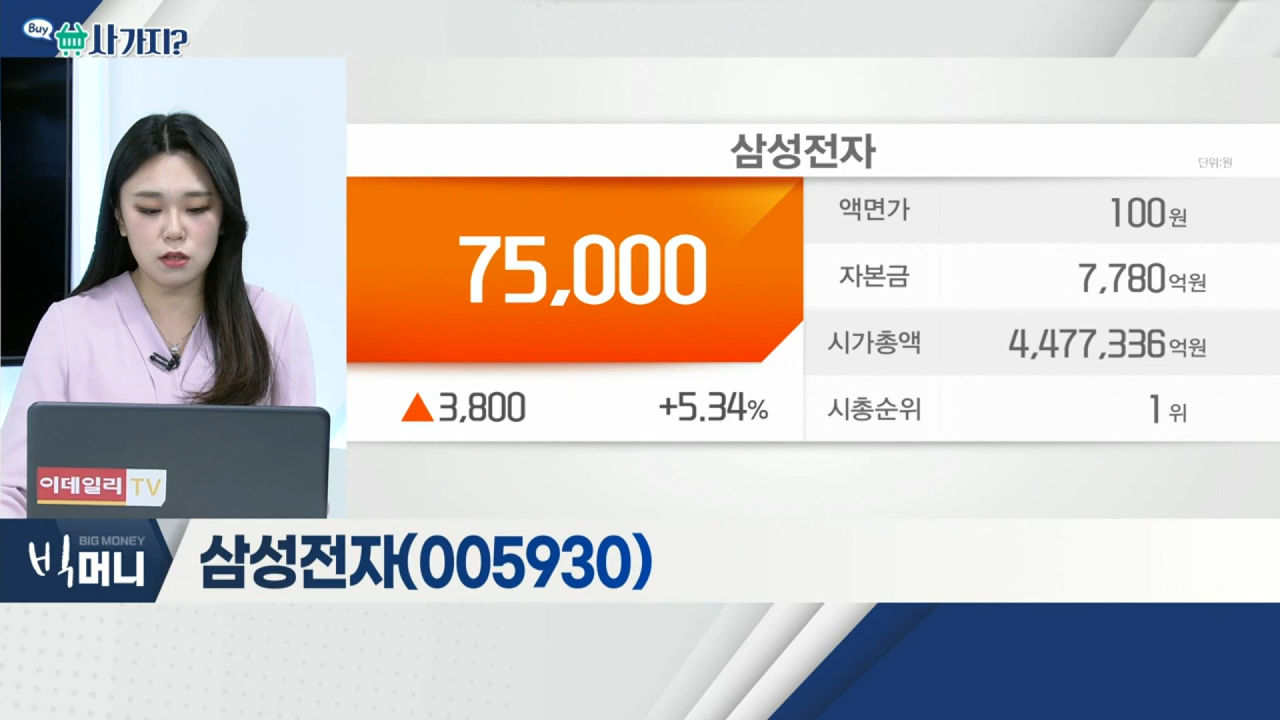 Buy
사가지?
삼성전자
단위:원
75,000
▲3,800 +5.34%
액면가 100원
자본금 7,780억원
시가총액 4,477,336억원
시총순위 1위
이데일리TV
BIG MONEY
빅머니
삼성전자(005930)